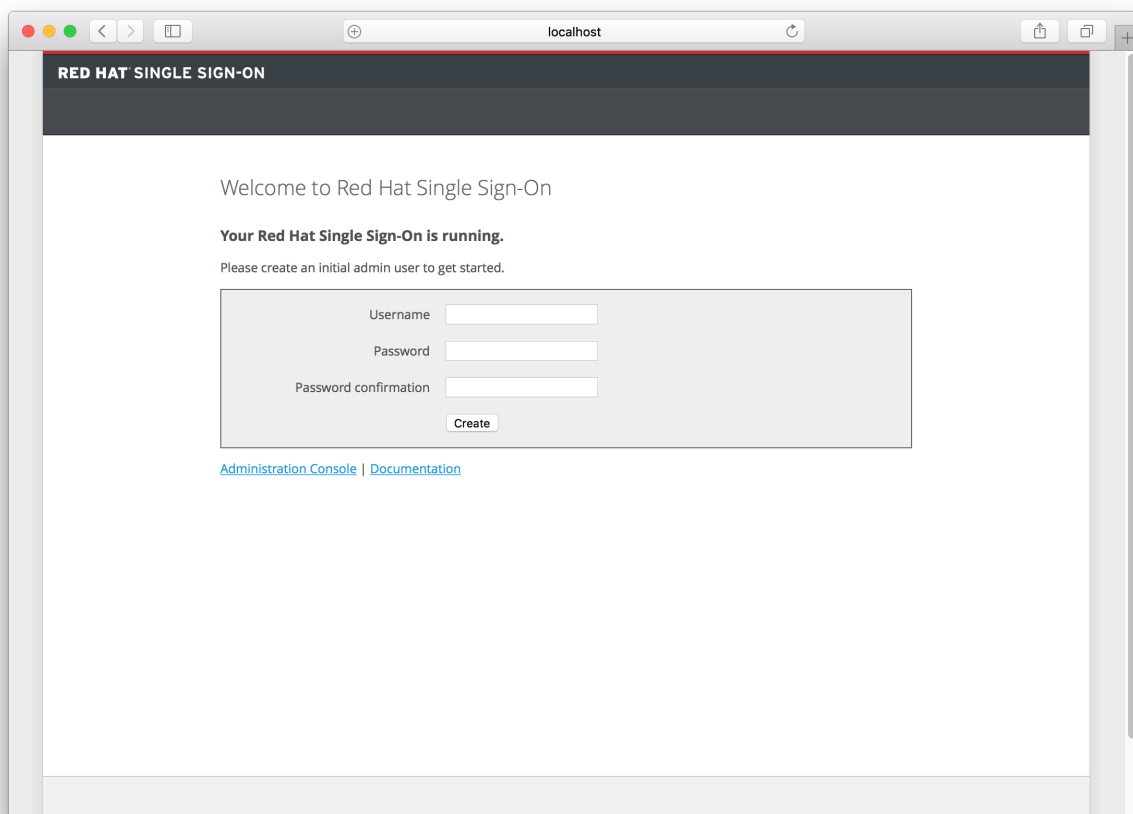 localhost
RED HAT® SINGLE SIGN-ON
Welcome to Red Hat Single Sign-On
Your Red Hat Single Sign-On is running.
Please create an initial admin user to get started.
Username
Password
Password confirmation
Create
Administration Console | Documentation